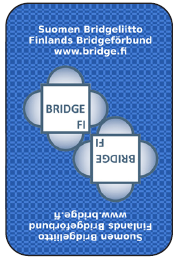 Suomen Bridgeliitto
Finlands Bridgeförbund
www.bridge.fi
BRIDGE
FI
BRIDGE
FI
Suomen Bridgeliitto
Finlands Bridgeförbund
www.bridge.fi